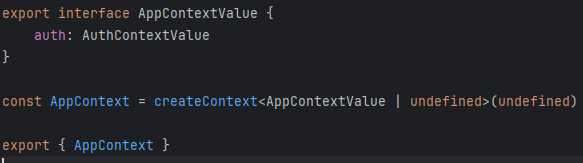 export interface AppContextValue {
    auth: AuthContextValue
}
const AppContext = createContext<AppContextValue | undefined>(undefined)
export { AppContext }